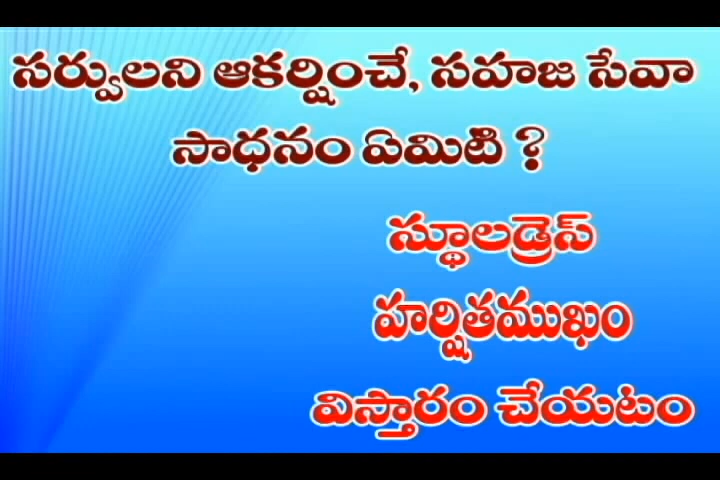 సర్వులని ఆకర్షించే, సహజ సేవా
సాధనం ఏమిటి ?
స్థూలడ్రెస్
హర్షితముఖం
విస్తారం చేయటం